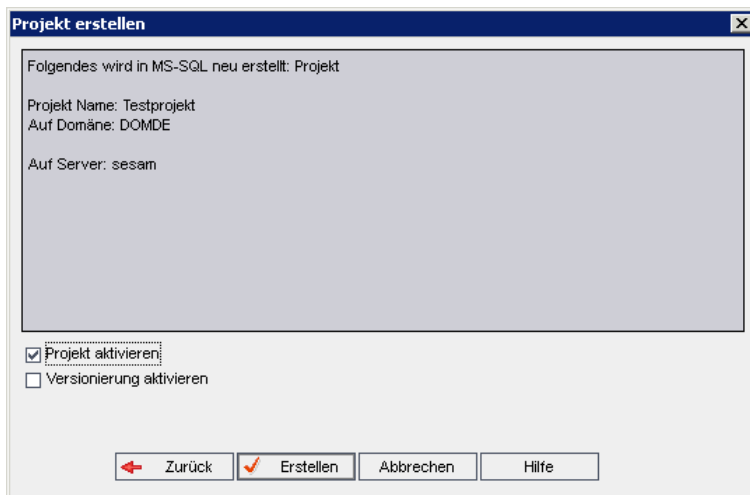 Projekt erstellen
Folgendes wird in MS-SQL neu erstellt: Projekt
Projekt Name: Testprojekt
Auf Domäne: DOMDE
Auf Server: sesam
Projekt aktivieren
Versionierung aktivieren
Zurück Erstellen Abbrechen Hilfe